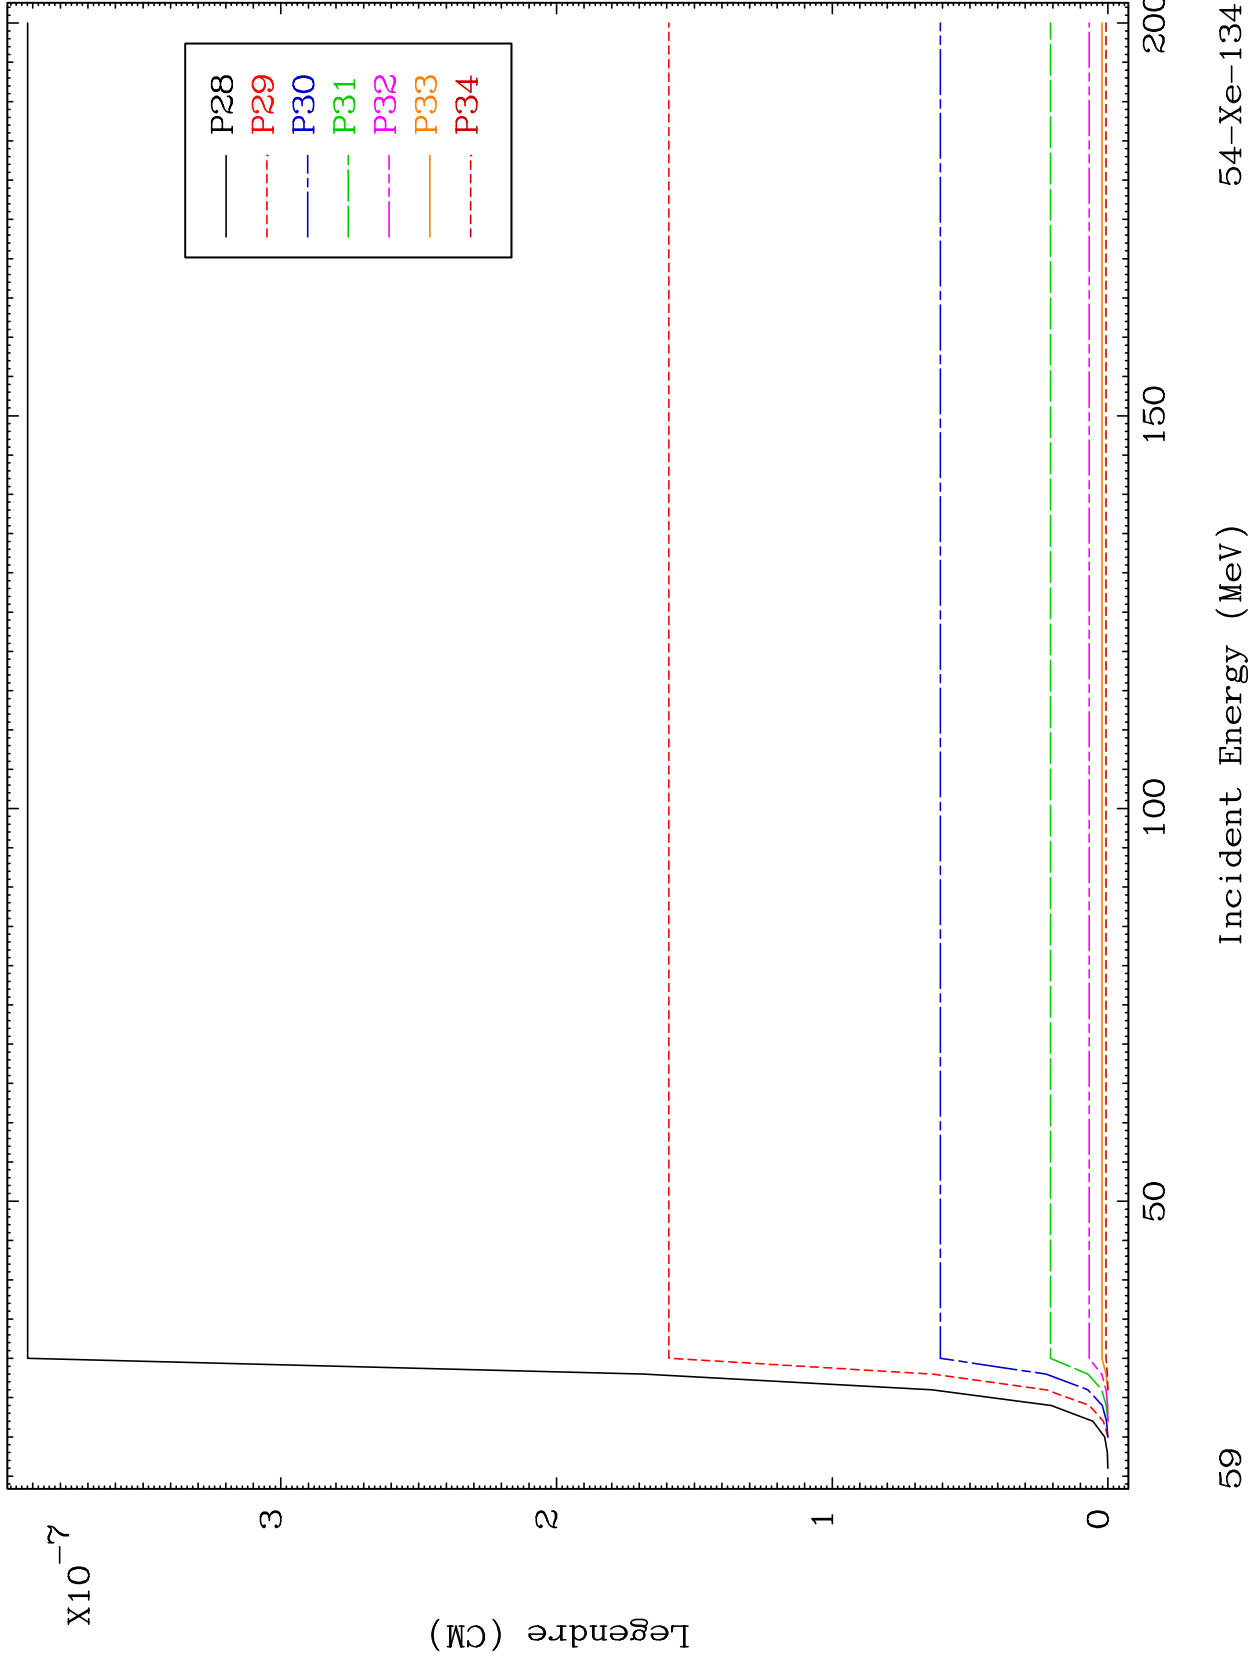 X10-7
Legendre (CM)
3
2
1
0
P28
P29
P30
P31
P32
P33
P34
50
100
150
200
Incident Energy (MeV)
59
54-Xe-134